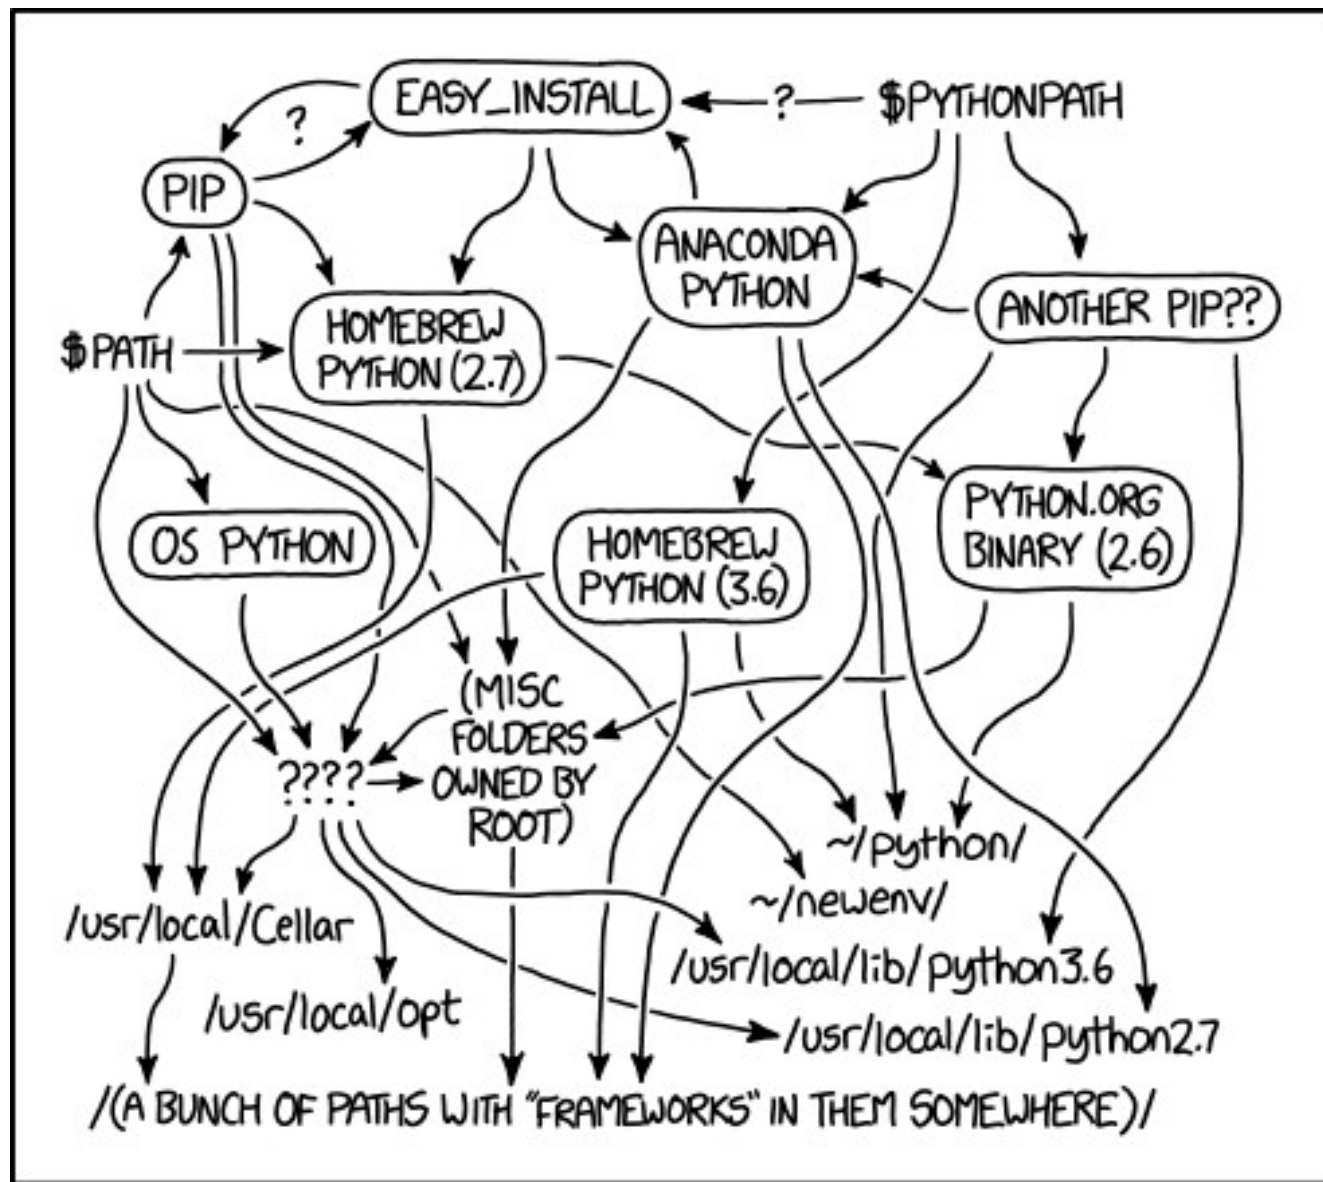 EASY_INSTALL
?
$PYTHONPATH
?
PIP
ANACONDA
PYTHON
ANOTHER PIP??
HOMEBREW
PYTHON (2.7)
$PATH
OS PYTHON
HOMEBREW
PYTHON (3.6)
PYTHON.ORG
BINARY (2.6)
(MISC
FOLDERS
OWNED BY
ROOT)
????
~/python/
~/newenv/
/usr/local/Cellar
/usr/local/lib/python3.6
/usr/local/opt
/usr/local/lib/python2.7
/(A BUNCH OF PATHS WITH "FRAMEWORKS" IN THEM SOMEWHERE)/